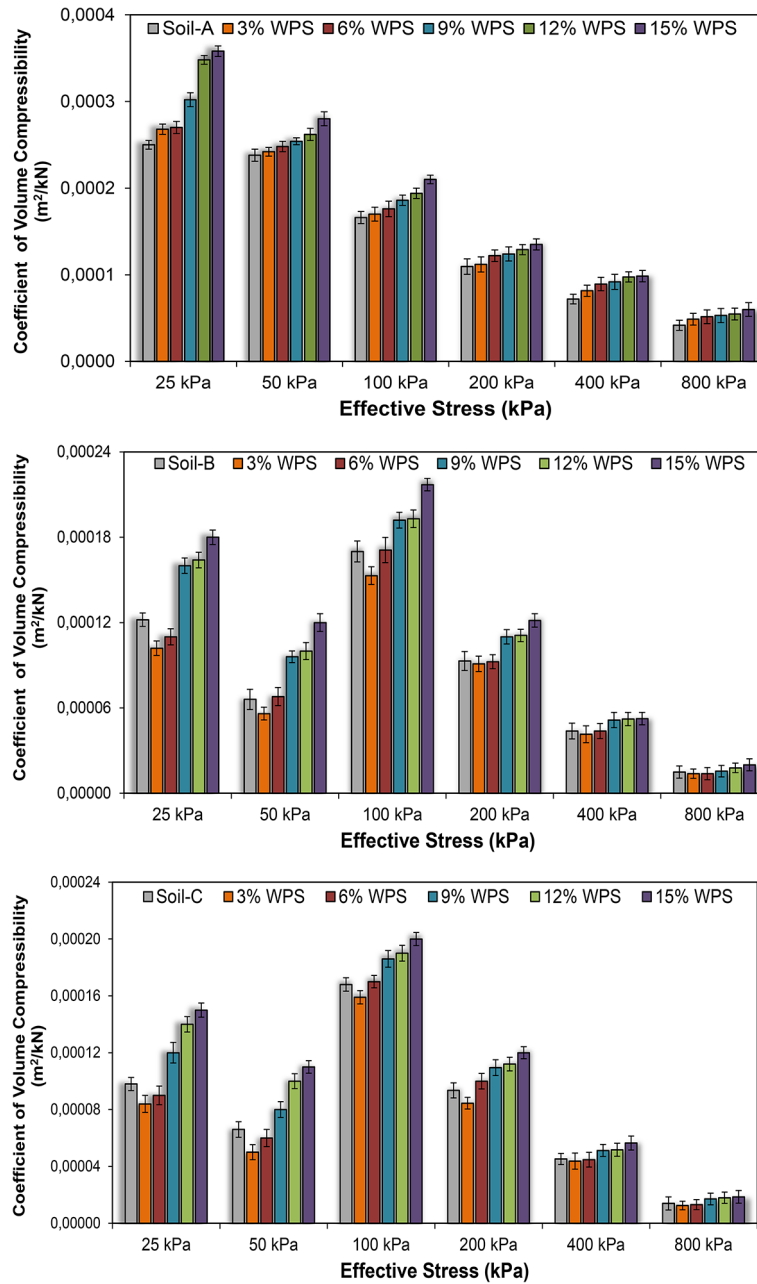 0,0004
Soil-A 3% WPS 6% WPS 9% WPS 12% WPS 15% WPS
0,0003
0,0002
0,0001
0,0000
Coefficient of Volume Compressibility
(m²/kN)
25 kPa 50 kPa 100 kPa 200 kPa 400 kPa 800 kPa
Effective Stress (kPa)
0,00024
Soil-B 3% WPS 6% WPS 9% WPS 12% WPS 15% WPS
0,00018
0,00012
0,00006
0,00000
Coefficient of Volume Compressibility
(m²/kN)
25 kPa 50 kPa 100 kPa 200 kPa 400 kPa 800 kPa
Effective Stress (kPa)
0,00024
Soil-C 3% WPS 6% WPS 9% WPS 12% WPS 15% WPS
0,00020
0,00016
0,00012
0,00008
0,00004
0,00000
Coefficient of Volume Compressibility
(m²/kN)
25 kPa 50 kPa 100 kPa 200 kPa 400 kPa 800 kPa
Effective Stress (kPa)